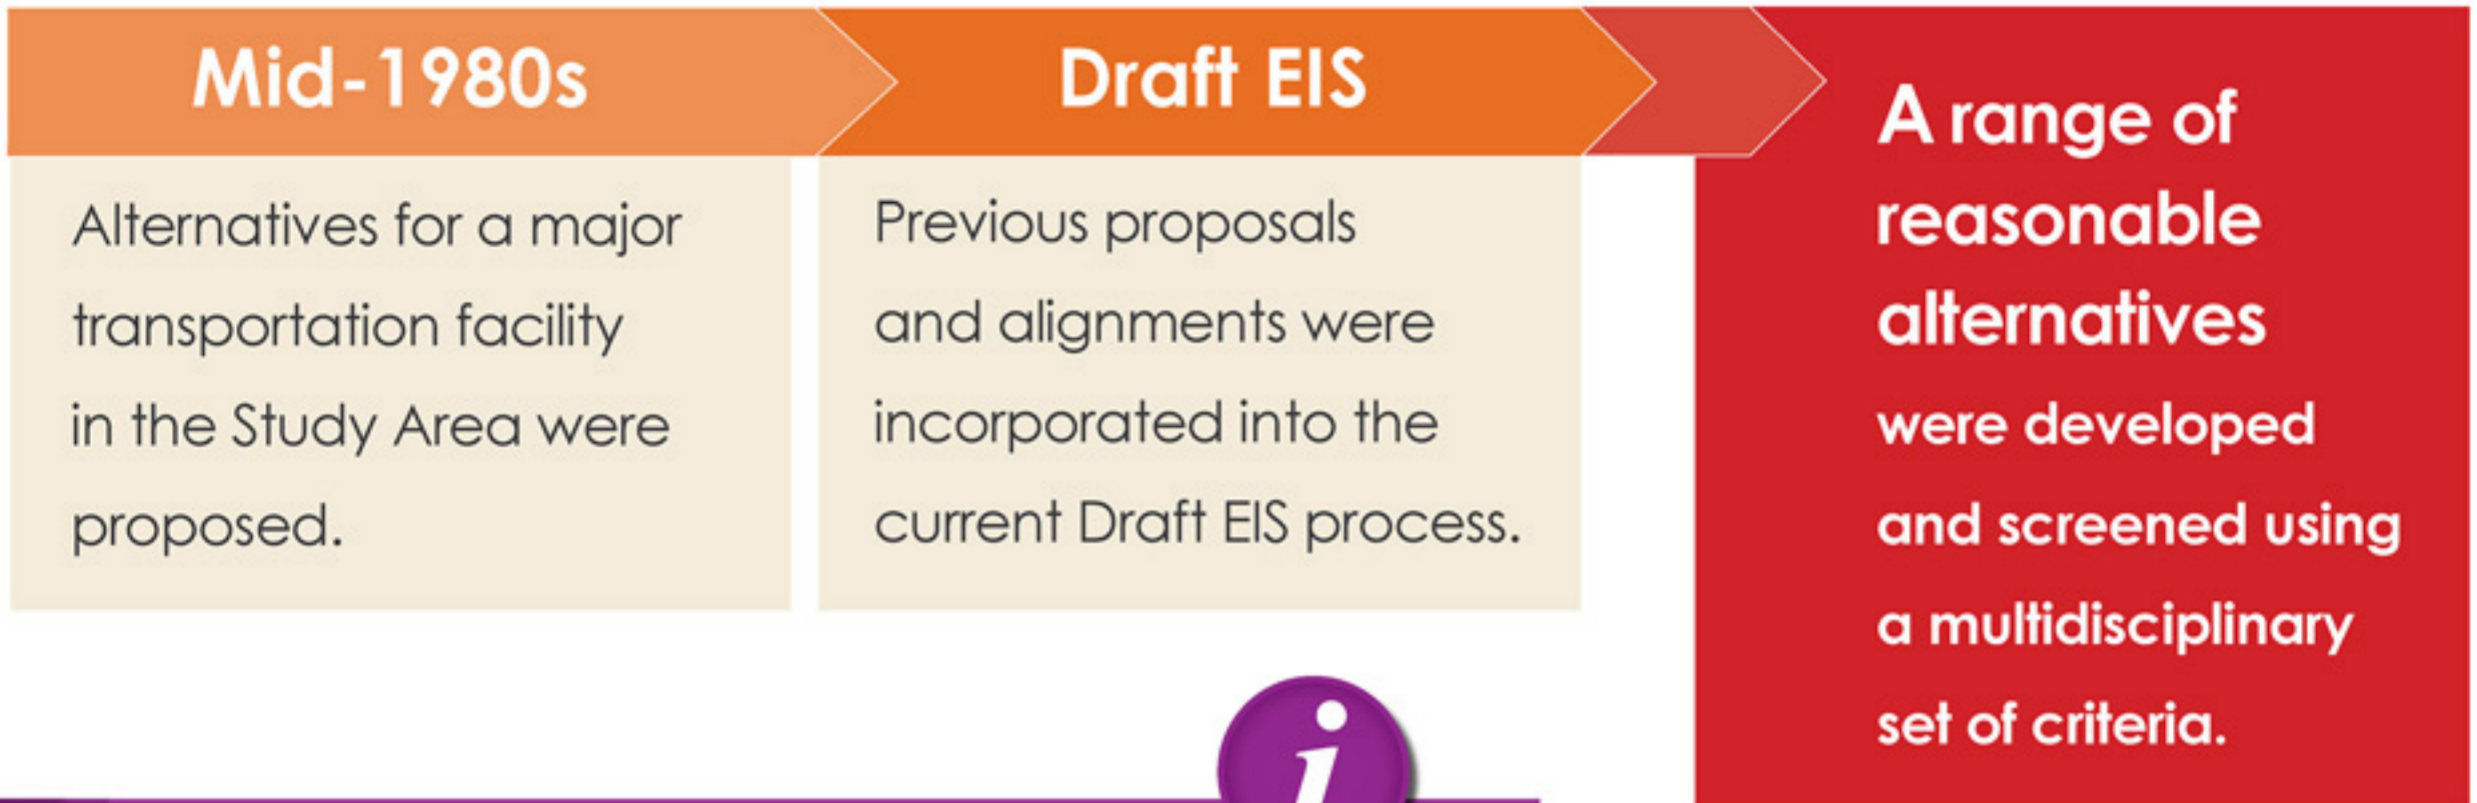 Mid-1980s
Alternatives for a major
transportation facility
in the Study Area were
proposed.
Draft EIS
Previous proposals
and alignments were
incorporated into the
current Draft EIS process.
A range of
reasonable
alternatives
were developed
and screened using
a multidisciplinary
set of criteria.
i